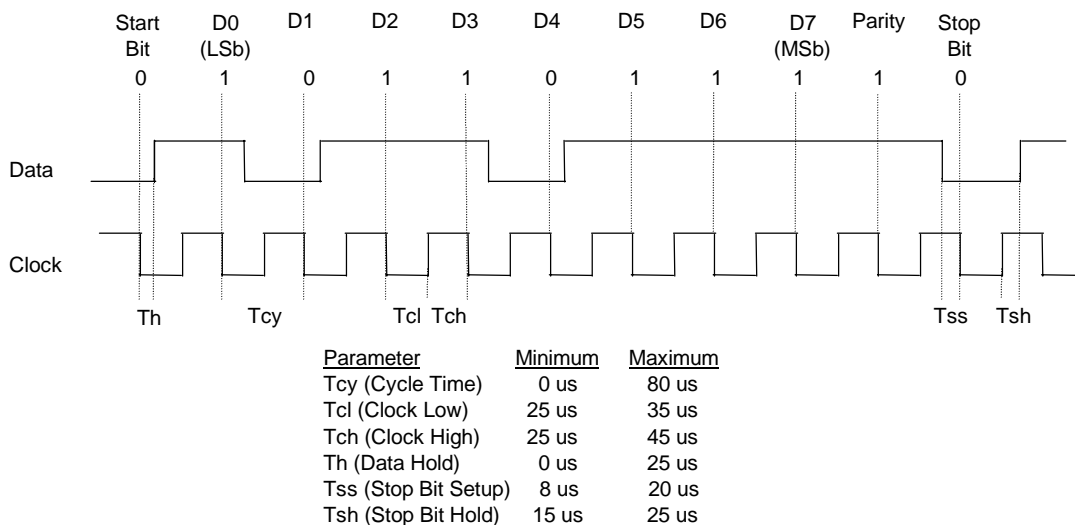 Start D0 D1 D2 D3 D4 D5 D6 D7 Parity Stop
Bit (LSb) (MSb) Bit
0 1 0 1 1 0 1 1 1 1 0
Data
Clock
Th Tcy Tcl Tch Tss Tsh
Parameter Minimum Maximum
Tcy (Cycle Time) 0 us 80 us
Tcl (Clock Low) 25 us 35 us
Tch (Clock High) 25 us 45 us
Th (Data Hold) 0 us 25 us
Tss (Stop Bit Setup) 8 us 20 us
Tsh (Stop Bit Hold) 15 us 25 us